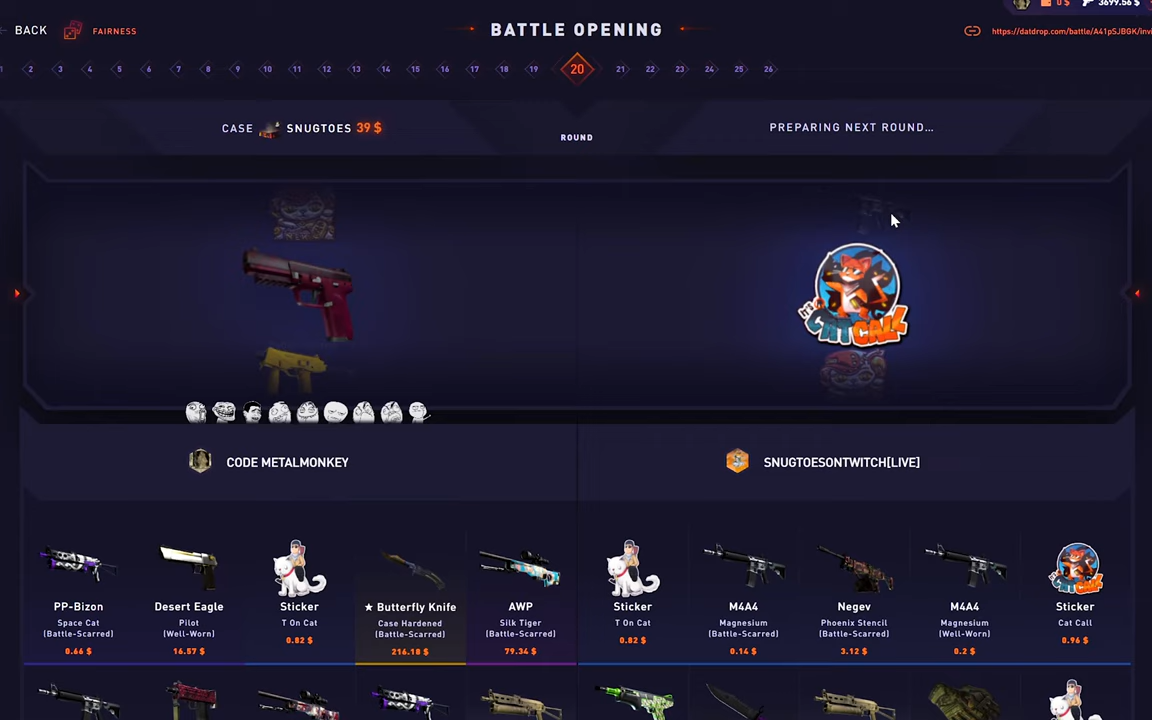 0 $ 3699.56 $
BACK FAIRNESS BATTLE OPENING https://datdrop.com/battle/A41pSJBGK/invi
1 2 3 4 5 6 7 8 9 10 11 12 13 14 15 16 17 18 19 20 21 22 23 24 25 26
CASE SNUGTOES 39 $ ROUND PREPARING NEXT ROUND...
IT'S
CATCALL
CODE METALMONKEY SNUGTOESONTWITCH[LIVE]
PP-Bizon Desert Eagle Sticker ★ Butterfly Knife AWP Sticker M4A4 Negev M4A4 Sticker
Space Cat Pilot T On Cat Case Hardened Silk Tiger T On Cat Magnesium Phoenix Stencil Magnesium Cat Call
(Battle-Scarred) (Well-Worn) (Battle-Scarred) (Battle-Scarred) (Battle-Scarred) (Battle-Scarred) (Well-Worn)
0.66 $ 16.57 $ 0.82 $ 216.18 $ 79.34 $ 0.82 $ 0.14 $ 3.12 $ 0.2 $ 0.96 $